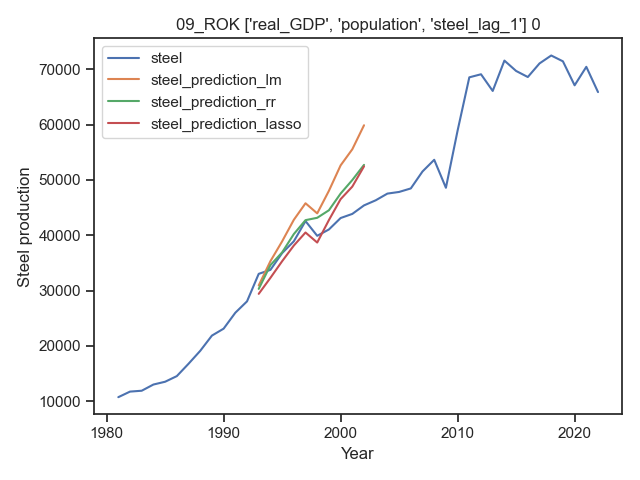 09_ROK ['real_GDP', 'population', 'steel_lag_1'] 0
steel
steel_prediction_lm
steel_prediction_rr
steel_prediction_lasso
Steel production
70000
60000
50000
40000
30000
20000
10000
1980
1990
2000
2010
2020
Year